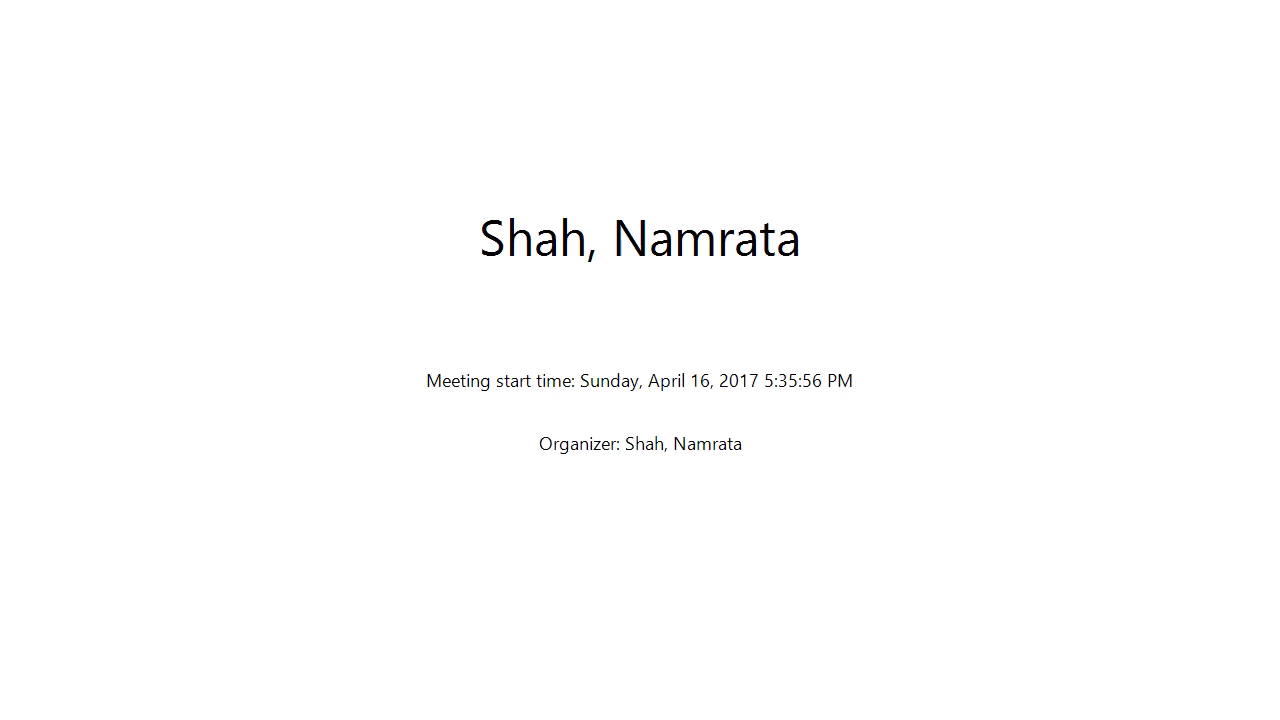 Shah, Namrata
Meeting start time: Sunday, April 16, 2017 5:35:56 PM
Organizer: Shah, Namrata